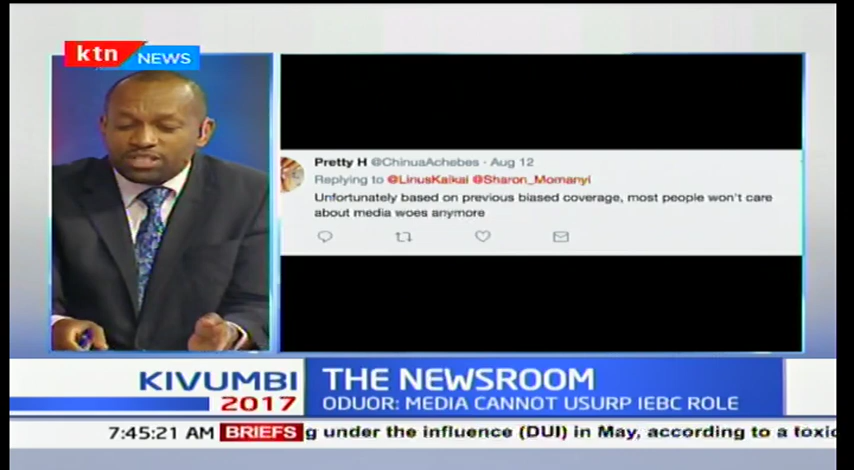 ktn NEWS
Pretty H @ChinuaAchebes · Aug 12
Replying to @LinusKaikai @Sharon_Momanyi
Unfortunately based on previous biased coverage, most people won't care
about media woes anymore
KIVUMBI
2017
THE NEWSROOM
ODUOR: MEDIA CANNOT USURP IEBC ROLE
7:45:21 AM BRIEFS g under the influence (DUI) in May, according to a toxic